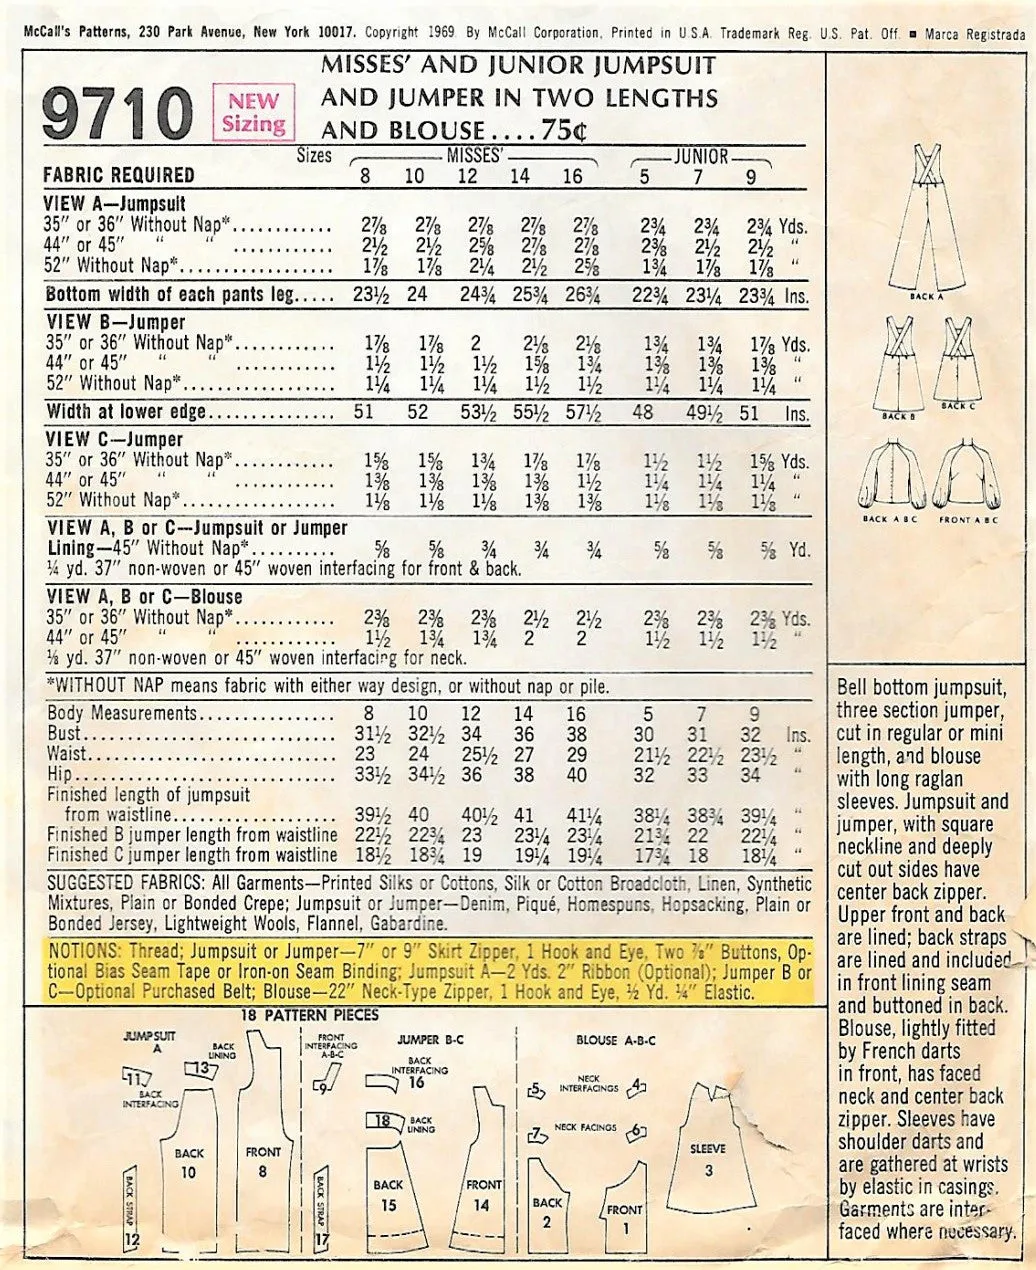 McCall's Patterns, 230 Park Avenue, New York 10017. Copyright 1969 By McCall Corporation, Printed in U.S.A. Trademark Reg. U.S. Pat. Off. ■ Marca Registrada
9710
NEW
Sizing
MISSES' AND JUNIOR JUMPSUIT
AND JUMPER IN TWO LENGTHS
AND BLOUSE....75¢
Sizes MISSES' JUNIOR
FABRIC REQUIRED 8 10 12 14 16 5 7 9
VIEW A—Jumpsuit
35" or 36" Without Nap*............ 2⅞ 2⅞ 2⅞ 2⅞ 2⅞ 2¾ 2¾ 2¾ Yds.
44" or 45" " " ............ 2½ 2½ 2⅝ 2⅞ 2⅞ 2⅜ 2½ 2½ "
52" Without Nap*.................. 1⅞ 1⅞ 2¼ 2½ 2⅝ 1¾ 1⅞ 1⅞ "
Bottom width of each pants leg..... 23½ 24 24¾ 25¾ 26¾ 22¾ 23¼ 23¾ Ins.
VIEW B—Jumper
35" or 36" Without Nap*............ 1⅞ 1⅞ 2 2⅛ 2⅛ 1¾ 1¾ 1⅞ Yds.
44" or 45" " " ............ 1½ 1½ 1½ 1⅝ 1¾ 1⅜ 1⅜ 1⅜ "
52" Without Nap*.................. 1¼ 1¼ 1¼ 1½ 1½ 1¼ 1¼ 1¼ "
Width at lower edge............... 51 52 53½ 55½ 57½ 48 49½ 51 Ins.
VIEW C—Jumper
35" or 36" Without Nap*............ 1⅝ 1⅝ 1¾ 1⅞ 1⅞ 1½ 1½ 1⅝ Yds.
44" or 45" " " ............ 1⅜ 1⅜ 1⅜ 1⅜ 1½ 1¼ 1¼ 1¼ "
52" Without Nap*.................. 1⅛ 1⅛ 1⅛ 1⅜ 1⅜ 1⅛ 1⅛ 1⅛ "
VIEW A, B or C—Jumpsuit or Jumper
Lining—45" Without Nap*.......... ⅝ ⅝ ¾ ¾ ¾ ⅝ ⅝ ⅝ Yd.
¼ yd. 37" non-woven or 45" woven interfacing for front & back.
VIEW A, B or C—Blouse
35" or 36" Without Nap*............ 2⅜ 2⅜ 2⅜ 2½ 2½ 2⅜ 2⅜ 2⅜ Yds.
44" or 45" " " ............ 1½ 1¾ 1¾ 2 2 1½ 1½ 1½ "
⅛ yd. 37" non-woven or 45" woven interfacing for neck.
*WITHOUT NAP means fabric with either way design, or without nap or pile.
Body Measurements................ 8 10 12 14 16 5 7 9
Bust............................. 31½ 32½ 34 36 38 30 31 32 Ins.
Waist............................ 23 24 25½ 27 29 21½ 22½ 23½ "
Hip.............................. 33½ 34½ 36 38 40 32 33 34 "
Finished length of jumpsuit
from waistline................... 39½ 40 40½ 41 41¼ 38¼ 38¾ 39¼ "
Finished B jumper length from waistline 22½ 22¾ 23 23¼ 23¼ 21¾ 22 22¼ "
Finished C jumper length from waistline 18½ 18¾ 19 19¼ 19¼ 17¾ 18 18¼ "
SUGGESTED FABRICS: All Garments—Printed Silks or Cottons, Silk or Cotton Broadcloth, Linen, Synthetic
Mixtures, Plain or Bonded Crepe; Jumpsuit or Jumper—Denim, Piqué, Homespuns, Hopsacking, Plain or
Bonded Jersey, Lightweight Wools, Flannel, Gabardine.
NOTIONS: Thread; Jumpsuit or Jumper—7" or 9" Skirt Zipper, 1 Hook and Eye, Two ⅞" Buttons, Op-
tional Bias Seam Tape or Iron-on Seam Binding; Jumpsuit A—2 Yds. 2" Ribbon (Optional); Jumper B or
C—Optional Purchased Belt; Blouse—22" Neck-Type Zipper, 1 Hook and Eye, ½ Yd. ¼" Elastic.
18 PATTERN PIECES
JUMPSUIT
A
11
BACK
INTERFACING
13
BACK
LINING
BACK
10
FRONT
8
BACK STRAP
12
FRONT
INTERFACING
A-B-C
9
BACK STRAP
17
JUMPER B-C
BACK
INTERFACING
16
18
BACK
LINING
BACK
15
FRONT
14
BLOUSE A-B-C
5
NECK
INTERFACINGS
4
7
NECK FACINGS
6
BACK
2
FRONT
1
SLEEVE
3
BACK A
BACK B
BACK C
BACK A B C
FRONT A B C
Bell bottom jumpsuit,
three section jumper,
cut in regular or mini
length, and blouse
with long raglan
sleeves. Jumpsuit and
jumper, with square
neckline and deeply
cut out sides have
center back zipper.
Upper front and back
are lined; back straps
are lined and included
in front lining seam
and buttoned in back.
Blouse, lightly fitted
by French darts
in front, has faced
neck and center back
zipper. Sleeves have
shoulder darts and
are gathered at wrists
by elastic in casings.
Garments are inter-
faced where necessary.